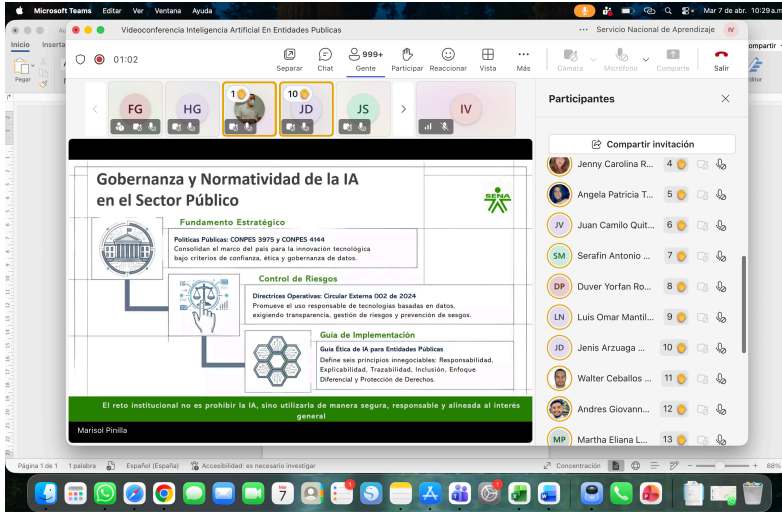 Microsoft Teams Editar Ver Ventana Ayuda
Mar 7 de abr. 10:29 a.m
Videoconferencia Inteligencia Artificial En Entidades Publicas
Servicio Nacional de Aprendizaje IV
01:02
999+
Separar Chat Gente Participar Reaccionar Vista Más Cámara Micrófono Comparte Salir
Inicio Inserta
Pegar
FG HG 1 10 JD JS IV
Gobernanza y Normatividad de la IA
en el Sector Público
SENA
Fundamento Estratégico
Políticas Públicas: CONPES 3975 y CONPES 4144
Consolidan el marco del país para la innovación tecnológica
bajo criterios de confianza, ética y gobernanza de datos.
Control de Riesgos
Directrices Operativas: Circular Externa 002 de 2024
Promueve el uso responsable de tecnologías basadas en datos,
exigiendo transparencia, gestión de riesgos y prevención de sesgos.
Guía de Implementación
Guía Ética de IA para Entidades Públicas
Define seis principios innegociables: Responsabilidad,
Explicabilidad, Trazabilidad, Inclusión, Enfoque
Diferencial y Protección de Derechos.
El reto institucional no es prohibir la IA, sino utilizarla de manera segura, responsable y alineada al interés
general
Marisol Pinilla
Participantes
Compartir invitación
Jenny Carolina R... 4
Angela Patricia T... 5
JV Juan Camilo Quit... 6
SM Serafin Antonio ... 7
DP Duver Yorfan Ro... 8
LN Luis Omar Mantil... 9
JD Jenis Arzuaga ... 10
Walter Ceballos ... 11
Andres Giovann... 12
MP Martha Eliana L... 13
Página 1 de 1 1 palabra Español (España) Accesibilidad: es necesario investigar
Concentración 88%